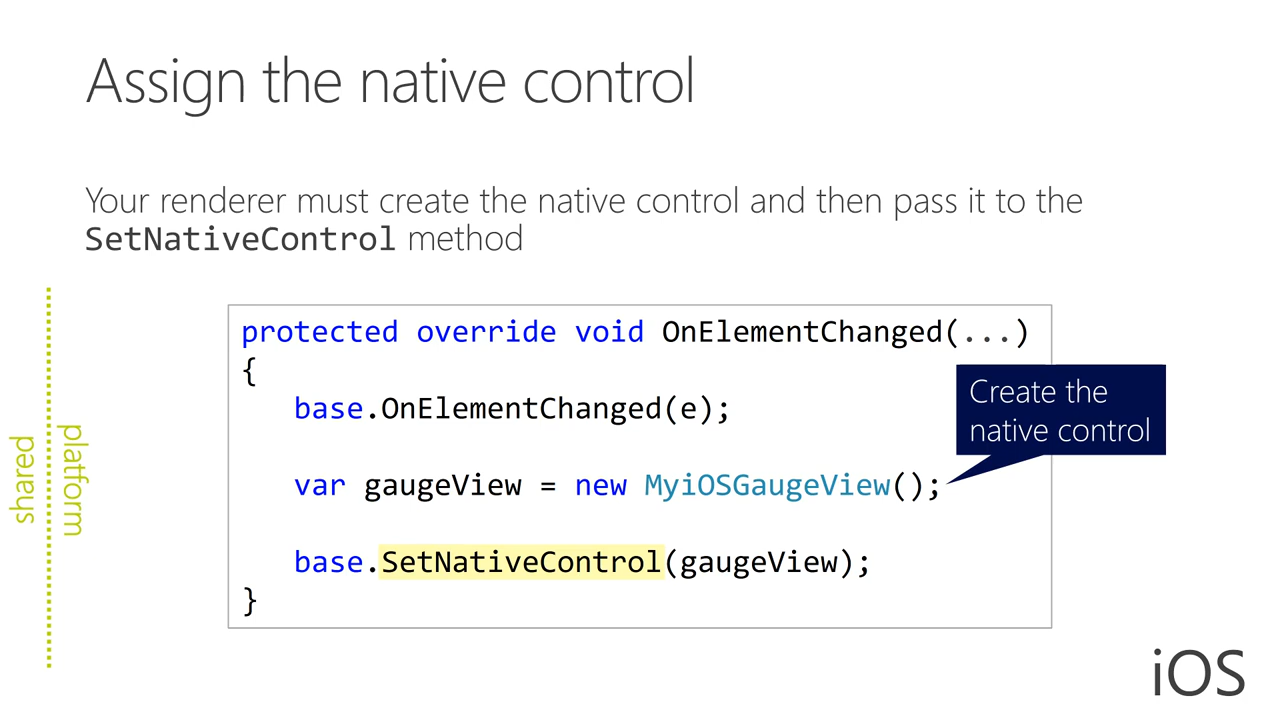 Assign the native control
Your renderer must create the native control and then pass it to the
SetNativeControl method
protected override void OnElementChanged(...)
{
base.OnElementChanged(e);
var gaugeView = new MyiOSGaugeView();
base.SetNativeControl(gaugeView);
}
Create the
native control
shared
platform
iOS